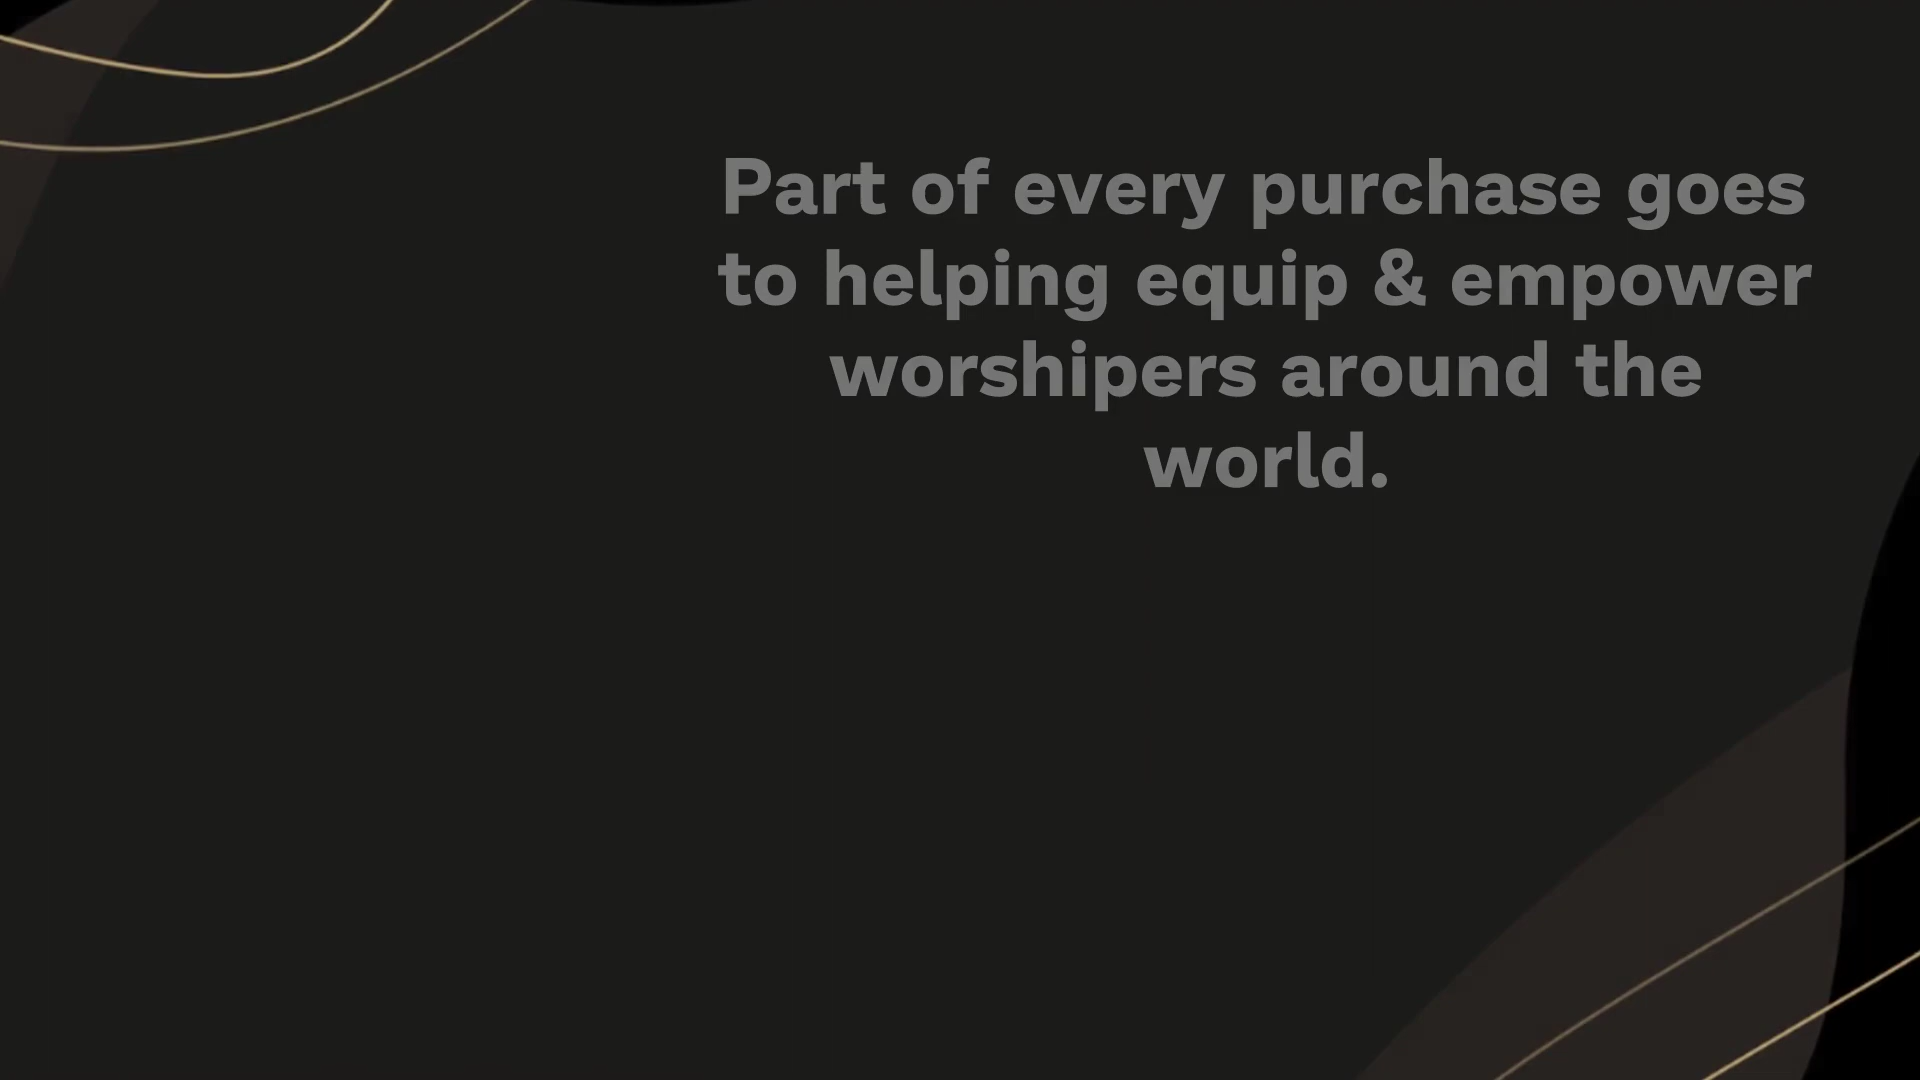 Part of every purchase goes
to helping equip & empower
worshipers around the
world.